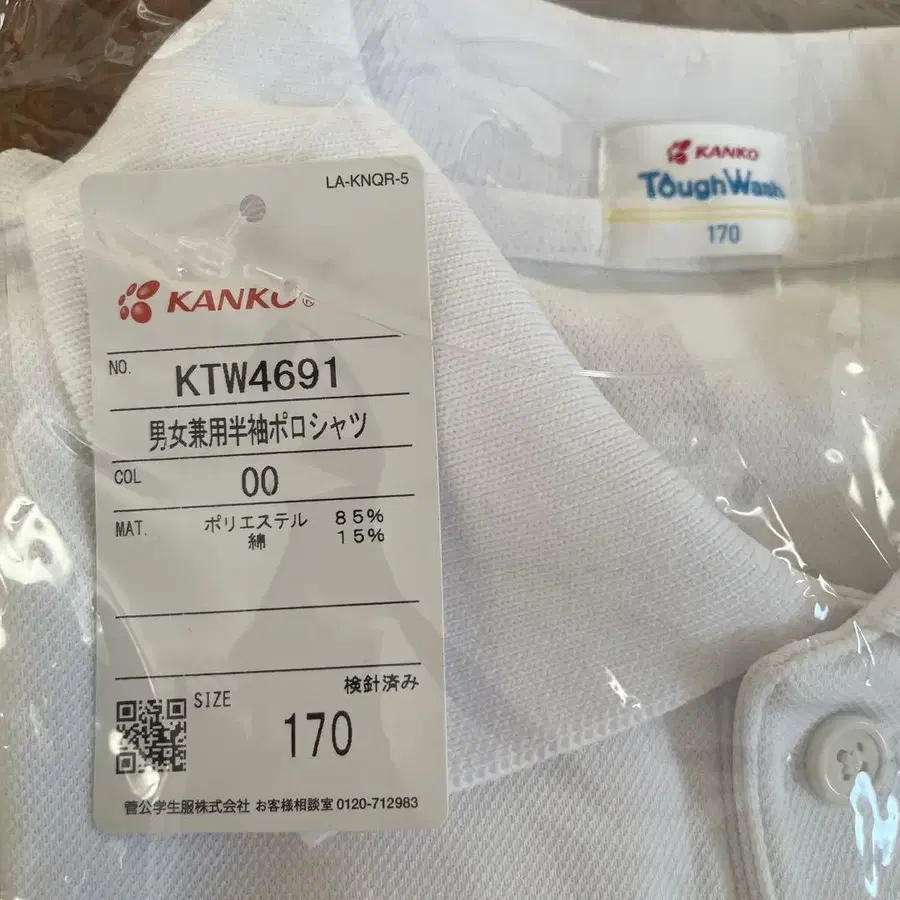 LA-KNQR-5
KANKO
NO. KTW4691
男女兼用半袖ポロシャツ
COL 00
MAT. ポリエステル 85%
綿 15%
検針済み
SIZE 170
菅公学生服株式会社 お客様相談室 0120-712983
KANKO
ToughWash
170